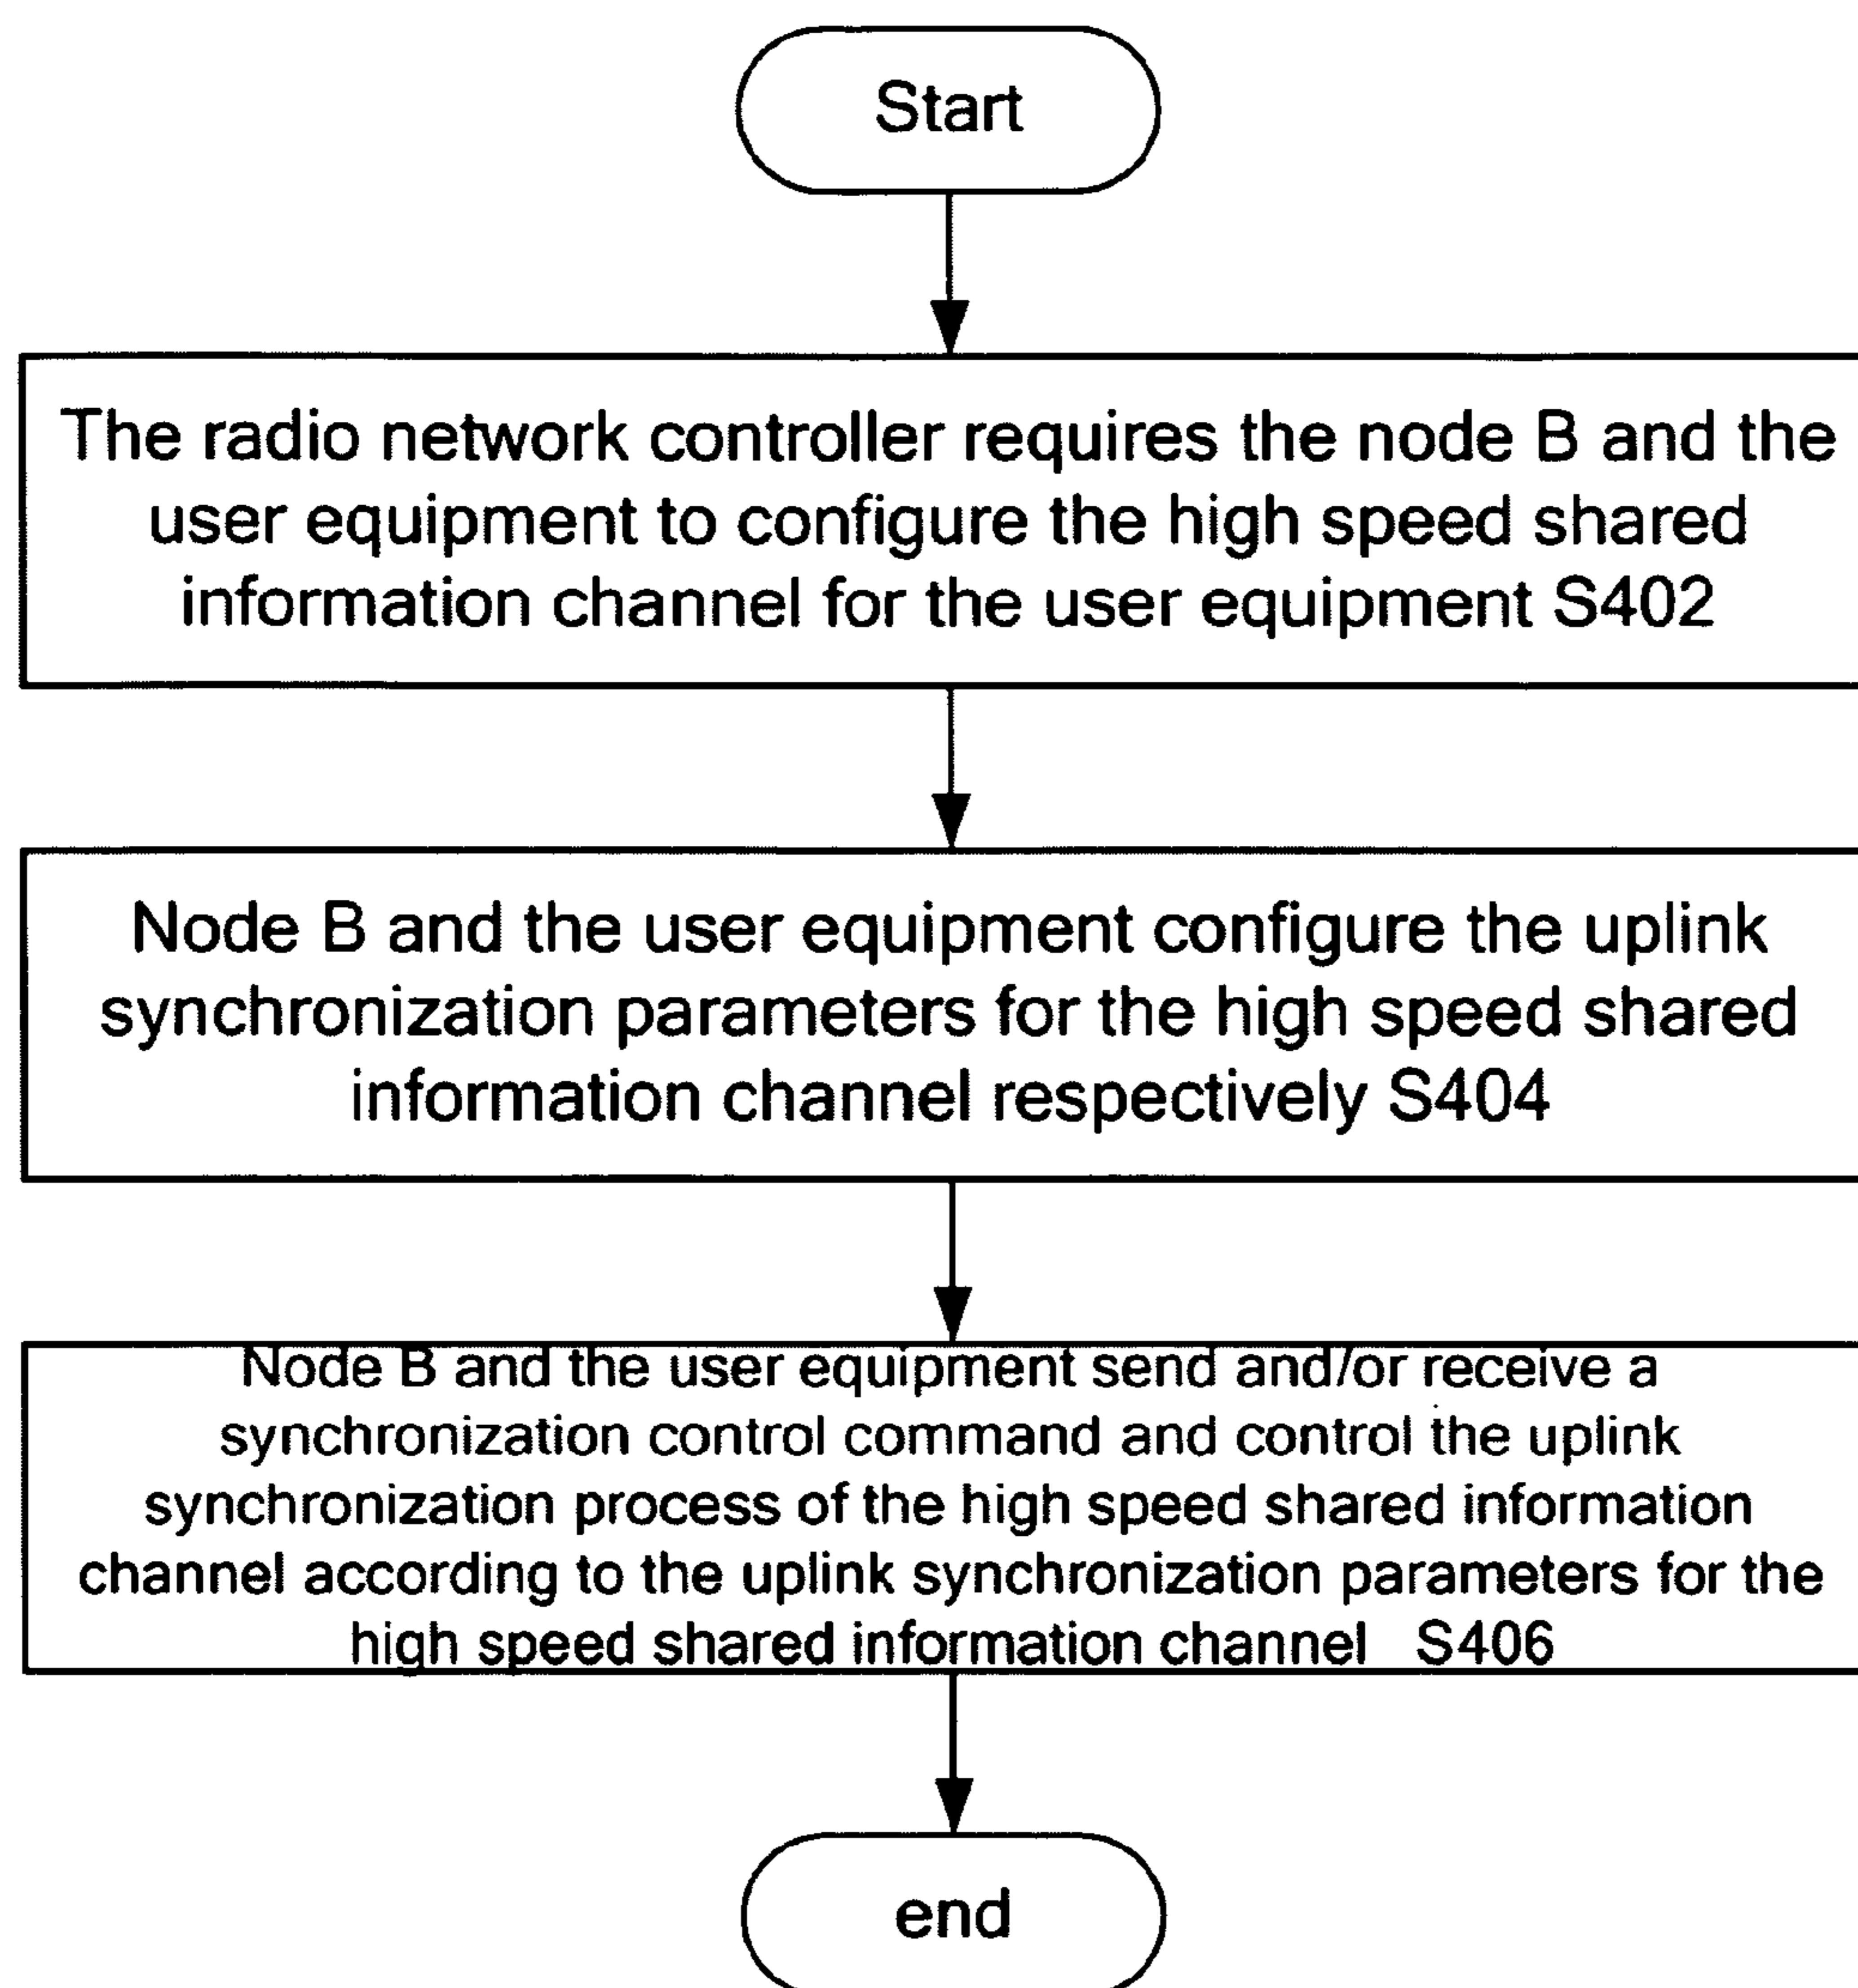 Start
The radio network controller requires the node B and the
user equipment to configure the high speed shared
information channel for the user equipment S402
Node B and the user equipment configure the uplink
synchronization parameters for the high speed shared
information channel respectively S404
Node B and the user equipment send and/or receive a
synchronization control command and control the uplink
synchronization process of the high speed shared information
channel according to the uplink synchronization parameters for the
high speed shared information channel S406
end